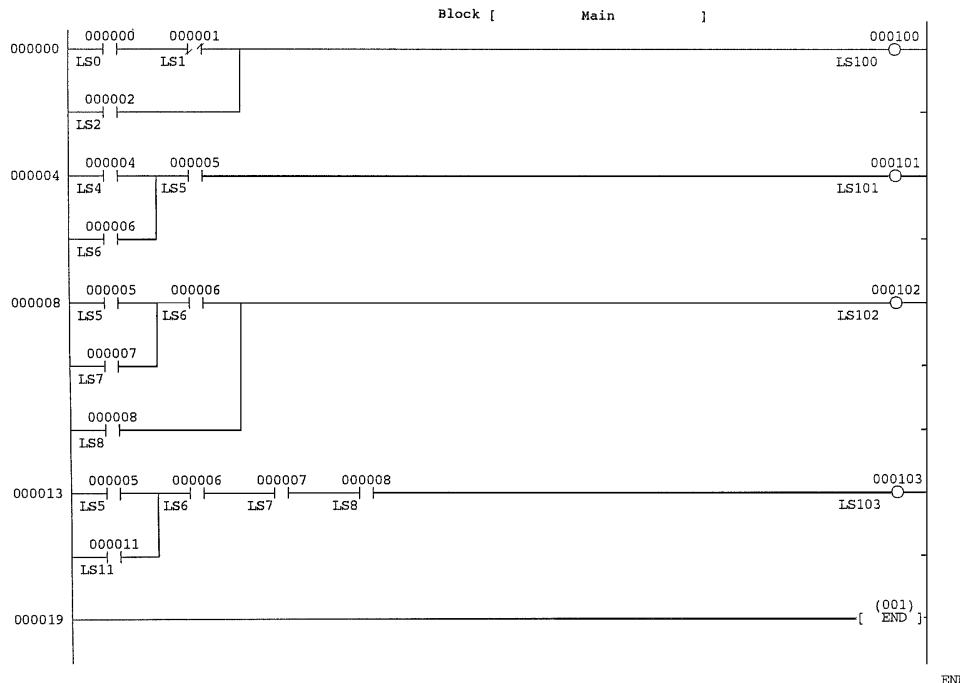 Block [ Main ]
000000 000001 000100
000000
LS0 LS1 LS100
000002
LS2
000004 000005 000101
000004
LS4 LS5 LS101
000006
LS6
000005 000006 000102
000008
LS5 LS6 LS102
000007
LS7
000008
LS8
000005 000006 000007 000008 000103
000013
LS5 LS6 LS7 LS8 LS103
000011
LS11
(001)
000019 [ END ]